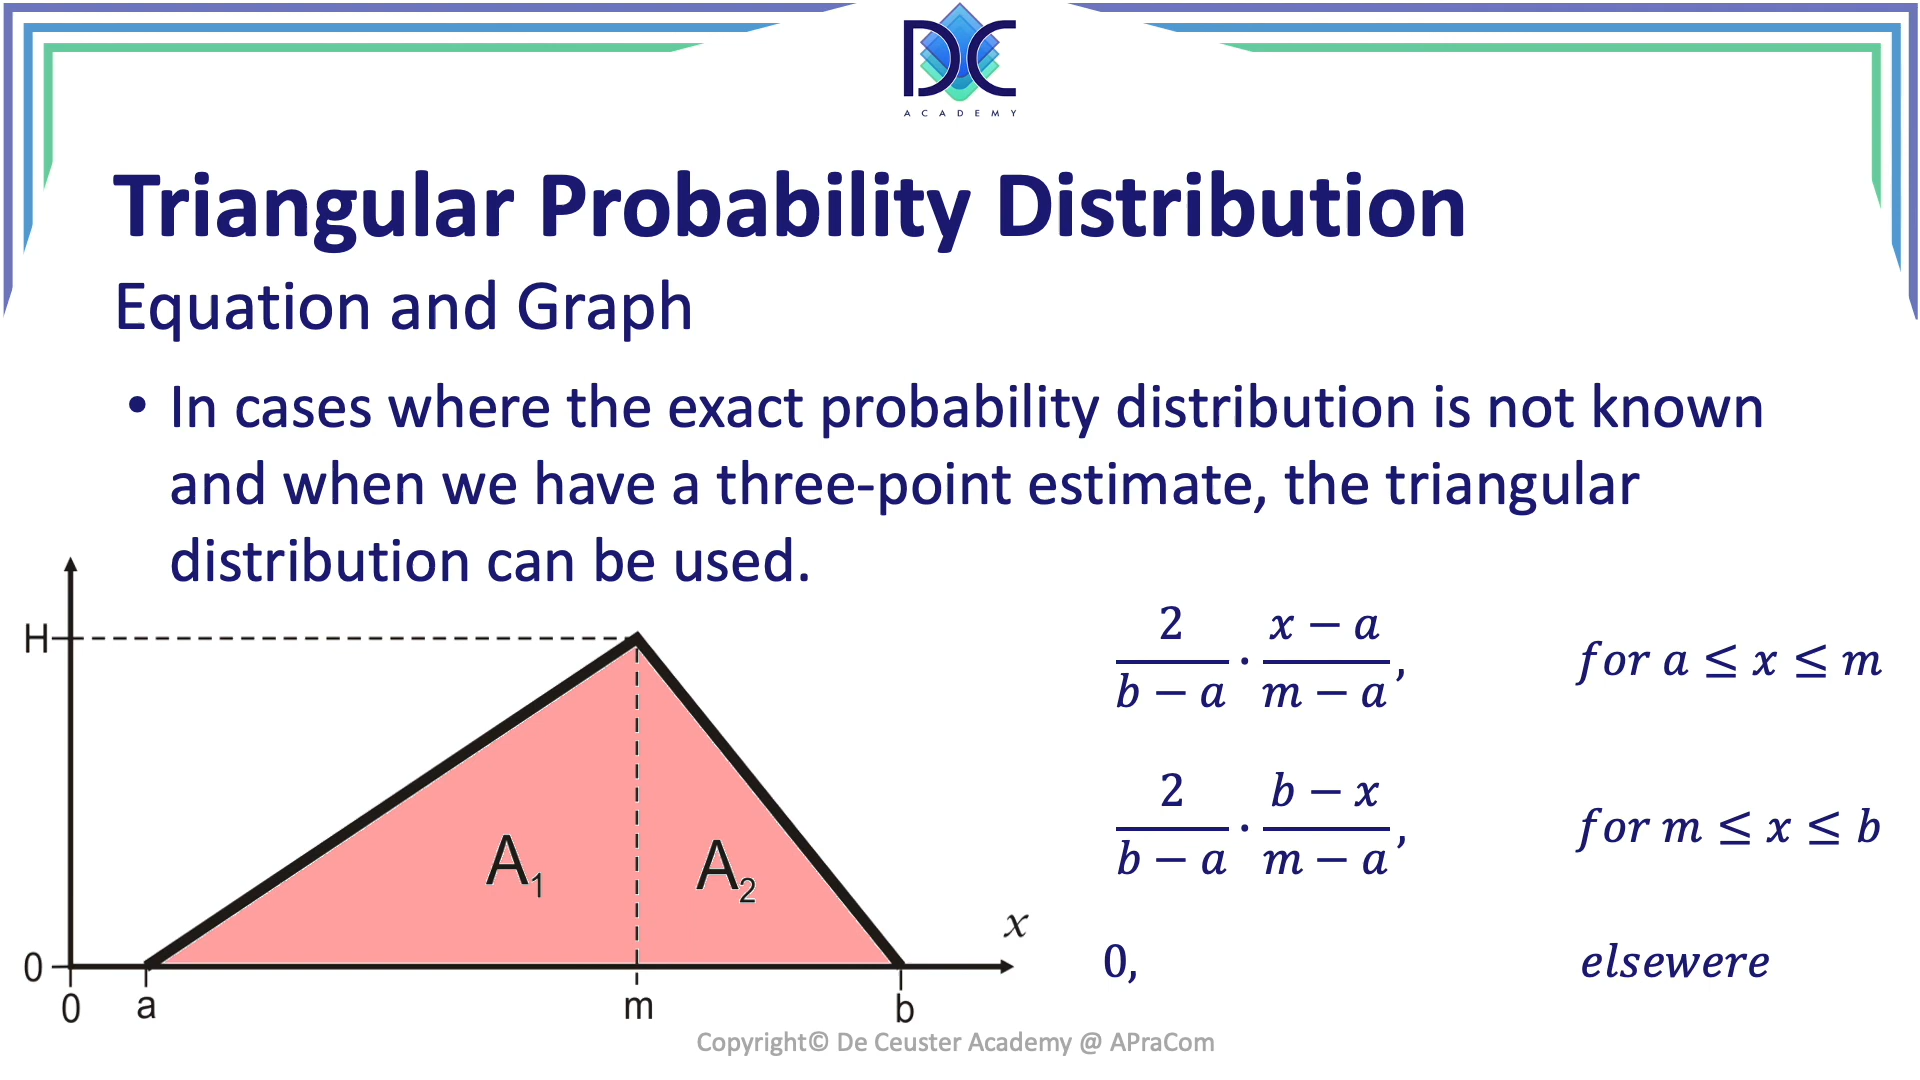 DC
ACADEMY
Triangular Probability Distribution
Equation and Graph
• In cases where the exact probability distribution is not known
and when we have a three-point estimate, the triangular
distribution can be used.
H
A₁
A₂
x
0
0
a
m
b
2/(b − a) · (x − a)/(m − a), for a ≤ x ≤ m
2/(b − a) · (b − x)/(m − a), for m ≤ x ≤ b
0, elsewere
Copyright© De Ceuster Academy @ APraCom